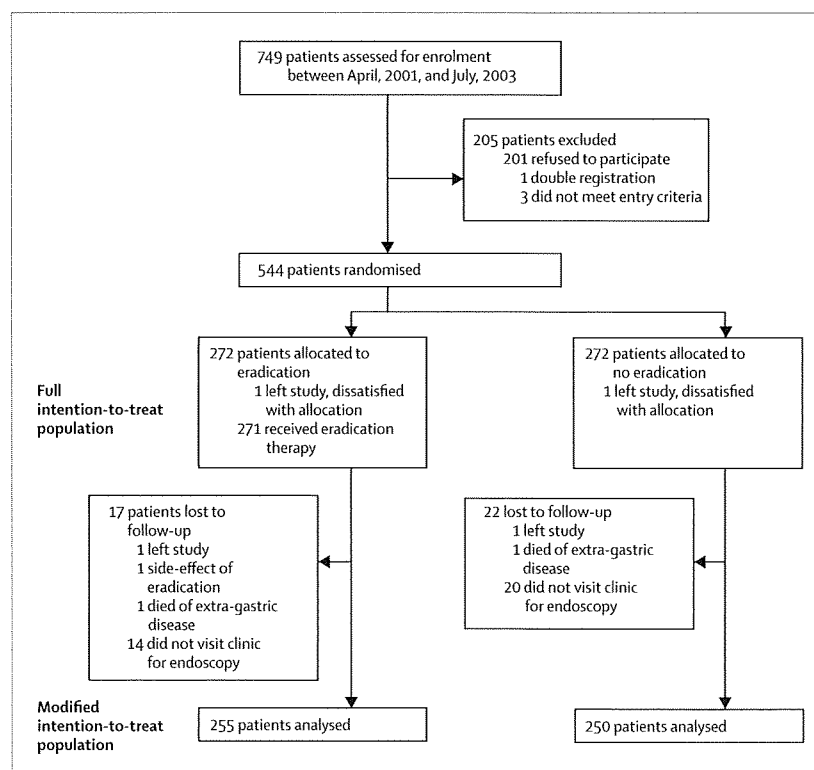 749 patients assessed for enrolment
between April, 2001, and July, 2003
205 patients excluded
201 refused to participate
1 double registration
3 did not meet entry criteria
544 patients randomised
Full
intention-to-treat
population
272 patients allocated to
eradication
1 left study, dissatisfied
with allocation
271 received eradication
therapy
272 patients allocated to
no eradication
1 left study, dissatisfied
with allocation
17 patients lost to
follow-up
1 left study
1 side-effect of
eradication
1 died of extra-gastric
disease
14 did not visit clinic
for endoscopy
22 lost to follow-up
1 left study
1 died of extra-gastric
disease
20 did not visit clinic
for endoscopy
Modified
intention-to-treat
population
255 patients analysed
250 patients analysed